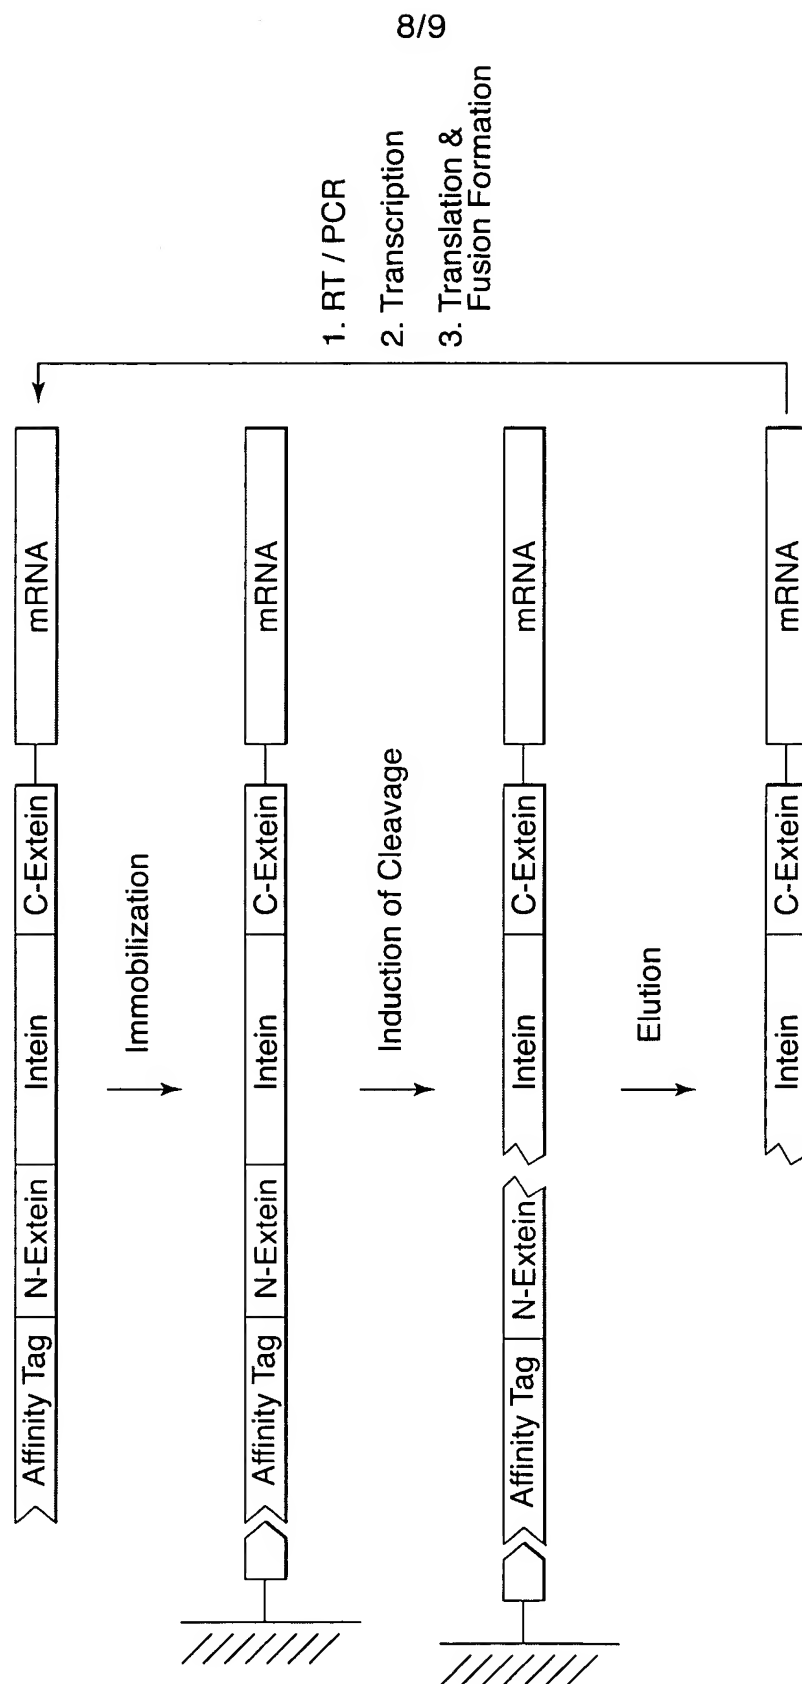 8/9
Affinity Tag N-Extein Intein C-Extein mRNA
Immobilization
Affinity Tag N-Extein Intein C-Extein mRNA
Induction of Cleavage
Affinity Tag N-Extein Intein C-Extein mRNA
Elution
Intein C-Extein mRNA
1. RT / PCR
2. Transcription
3. Translation &
Fusion Formation